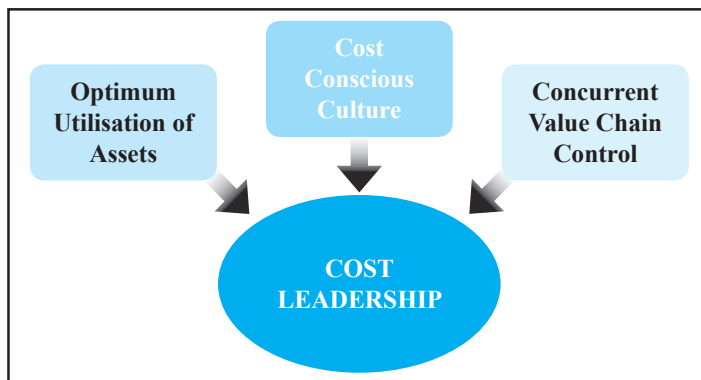 Optimum
Utilisation of
Assets
Cost
Conscious
Culture
Concurrent
Value Chain
Control
COST
LEADERSHIP